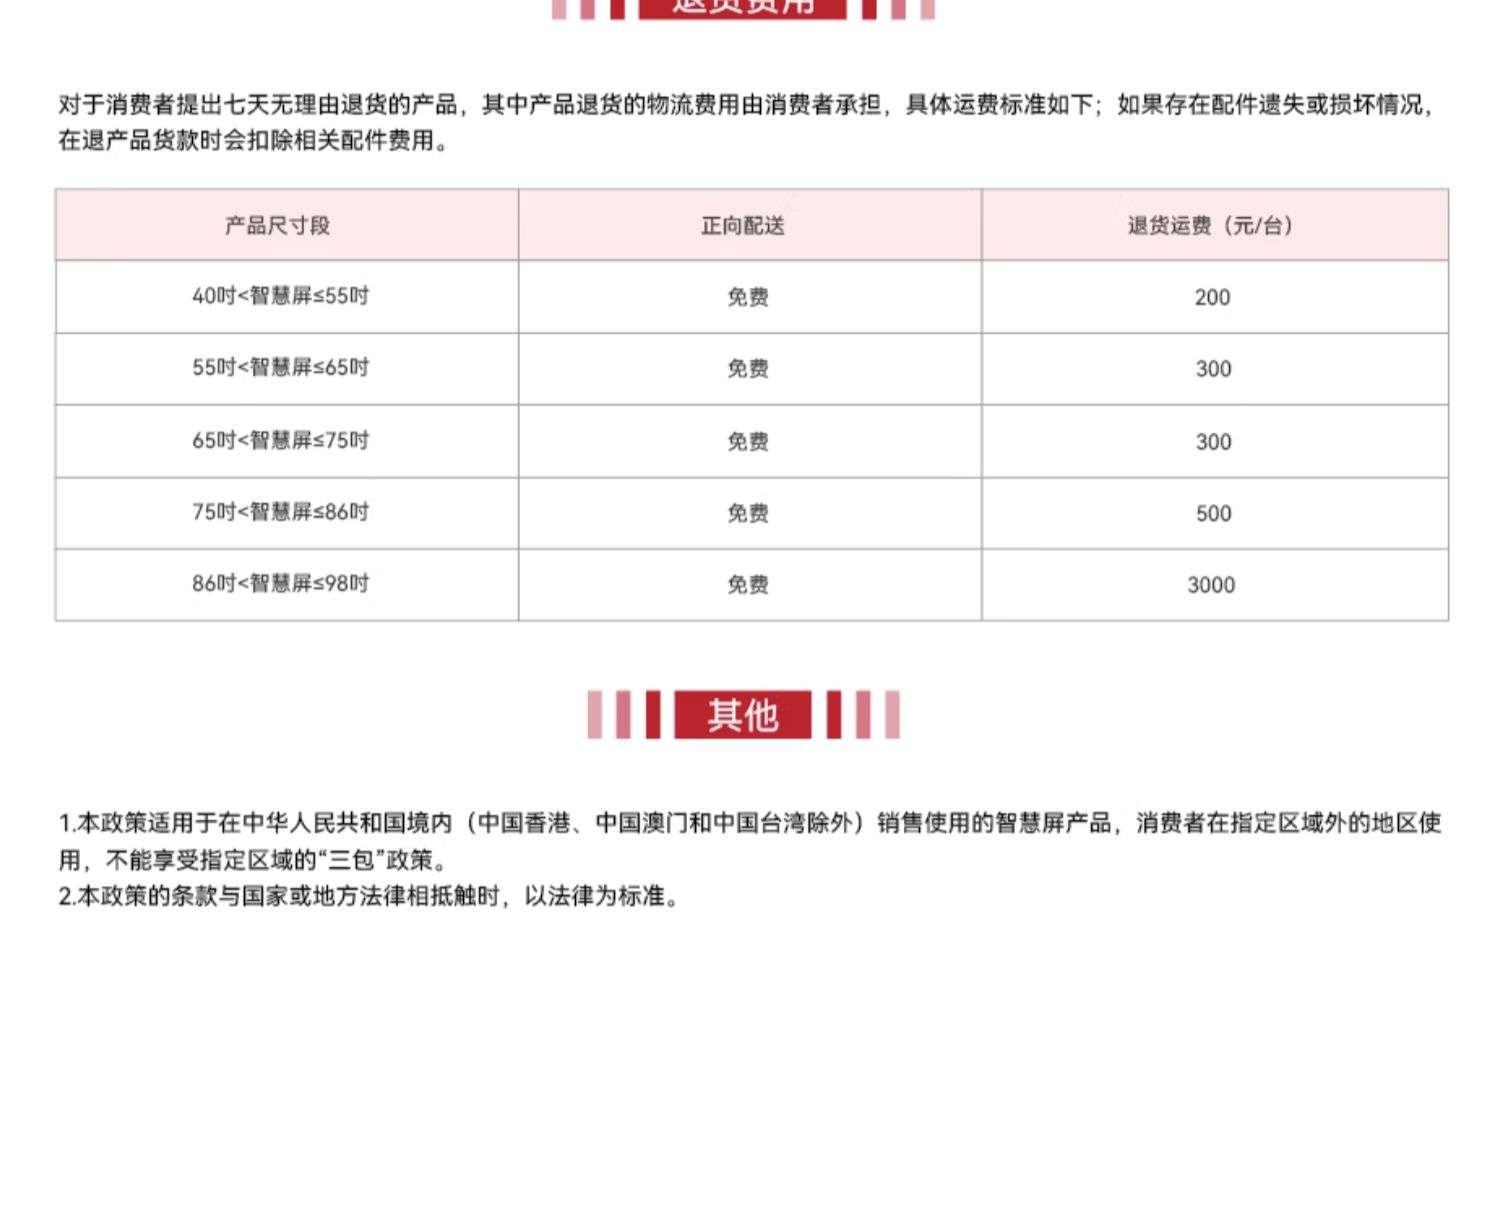 退货费用
对于消费者提出七天无理由退货的产品，其中产品退货的物流费用由消费者承担，具体运费标准如下；如果存在配件遗失或损坏情况，
在退产品货款时会扣除相关配件费用。
产品尺寸段 正向配送 退货运费（元/台）
40吋<智慧屏≤55吋 免费 200
55吋<智慧屏≤65吋 免费 300
65吋<智慧屏≤75吋 免费 300
75吋<智慧屏≤86吋 免费 500
86吋<智慧屏≤98吋 免费 3000
其他
1.本政策适用于在中华人民共和国境内（中国香港、中国澳门和中国台湾除外）销售使用的智慧屏产品，消费者在指定区域外的地区使
用，不能享受指定区域的“三包”政策。
2.本政策的条款与国家或地方法律相抵触时，以法律为标准。